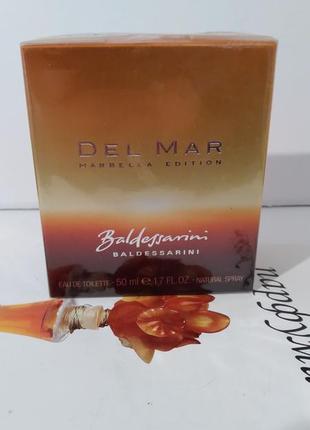 DEL MAR
MARBELLA EDITION
Baldessarini
BALDESSARINI
EAU DE TOILETTE - 50 ml ℮ 1.7 FL.OZ - NATURAL SPRAY